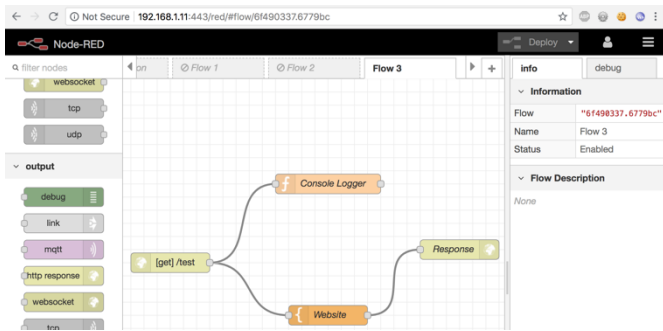 Not Secure 192.168.1.11:443/red/#flow/6f490337.6779bc
Node-RED
Deploy
filter nodes
on
Flow 1
Flow 2
Flow 3
+
info
debug
websocket
tcp
udp
output
debug
link
mqtt
http response
websocket
tcp
Console Logger
[get] /test
Response
Website
Information
Flow "6f490337.6779bc"
Name Flow 3
Status Enabled
Flow Description
None